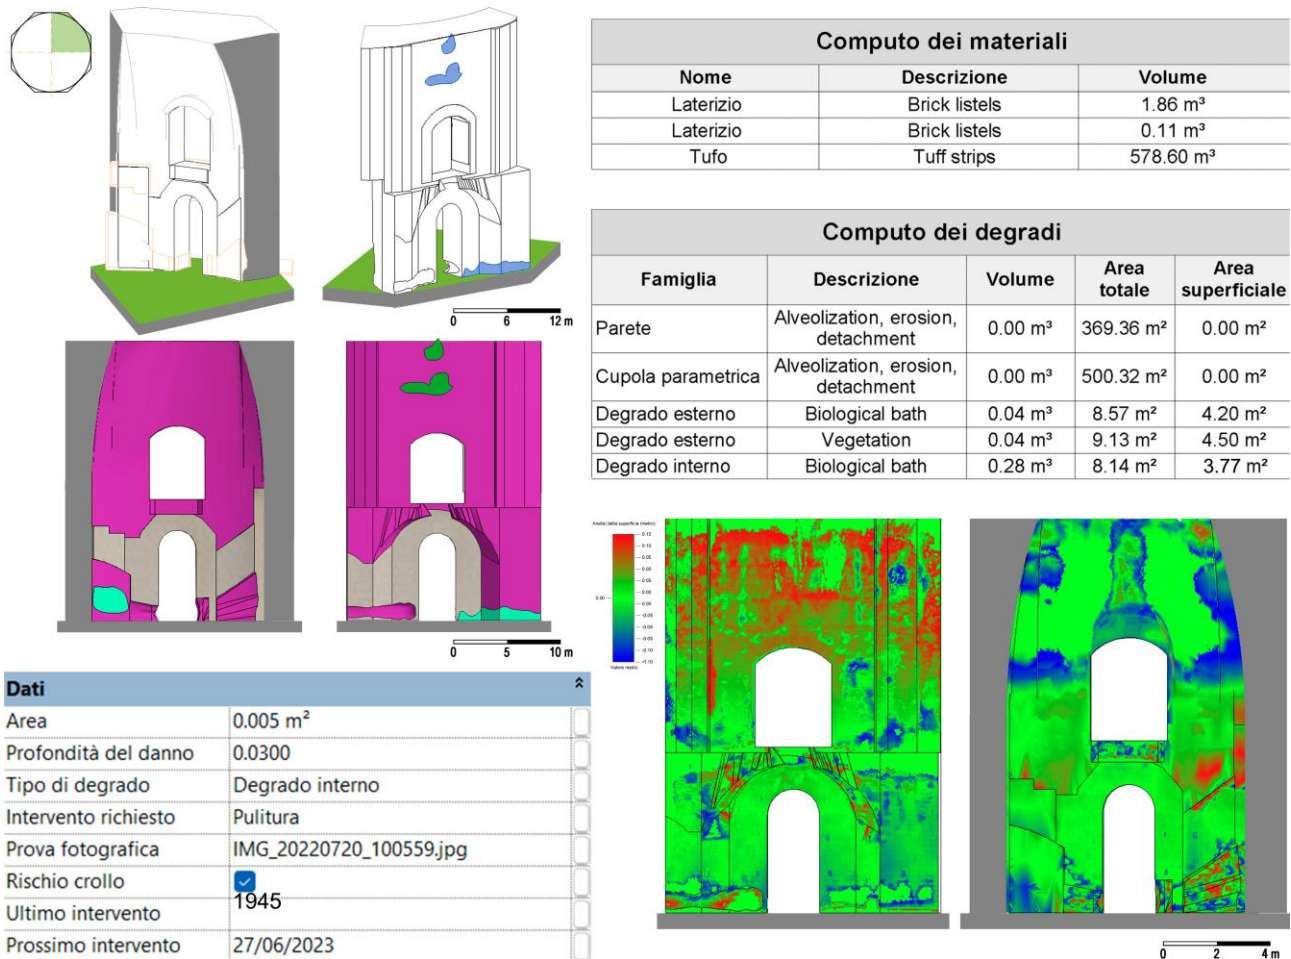 0 6 12 m
0 5 10 m
Computo dei materiali
Nome Descrizione Volume
Laterizio Brick listels 1.86 m³
Laterizio Brick listels 0.11 m³
Tufo Tuff strips 578.60 m³
Computo dei degradi
Famiglia Descrizione Volume Area totale Area superficiale
Parete Alveolization, erosion, detachment 0.00 m³ 369.36 m² 0.00 m²
Cupola parametrica Alveolization, erosion, detachment 0.00 m³ 500.32 m² 0.00 m²
Degrado esterno Biological bath 0.04 m³ 8.57 m² 4.20 m²
Degrado esterno Vegetation 0.04 m³ 9.13 m² 4.50 m²
Degrado interno Biological bath 0.28 m³ 8.14 m² 3.77 m²
Dati
Area 0.005 m²
Profondità del danno 0.0300
Tipo di degrado Degrado interno
Intervento richiesto Pulitura
Prova fotografica IMG_20220720_100559.jpg
Rischio crollo
Ultimo intervento 1945
Prossimo intervento 27/06/2023
Analisi della superficie (metri)
0.00
0 2 4 m